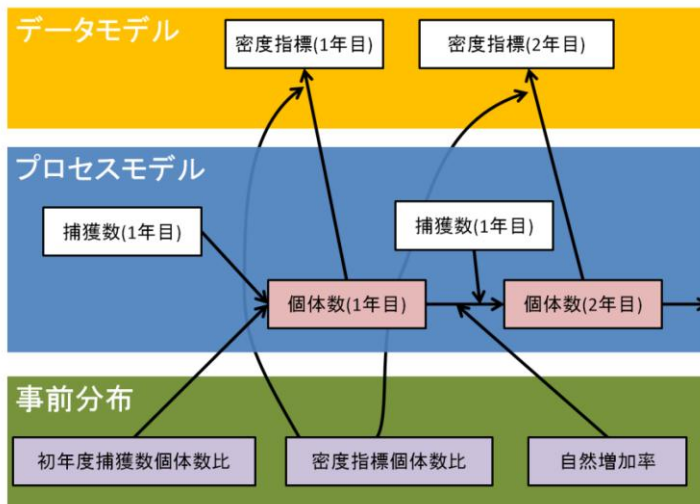 データモデル
密度指標(1年目)
密度指標(2年目)
プロセスモデル
捕獲数(1年目)
捕獲数(1年目)
個体数(1年目)
個体数(2年目)
事前分布
初年度捕獲数個体数比
密度指標個体数比
自然増加率